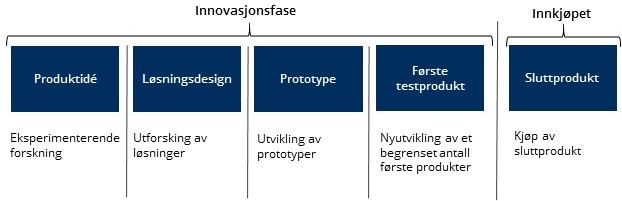 Innovasjonsfase
Innkjøpet
Produktidé
Løsningsdesign
Prototype
Første
testprodukt
Sluttprodukt
Eksperimenterende
forskning
Utforsking av
løsninger
Utvikling av
prototyper
Nyutvikling av et
begrenset antall
første produkter
Kjøp av
sluttprodukt